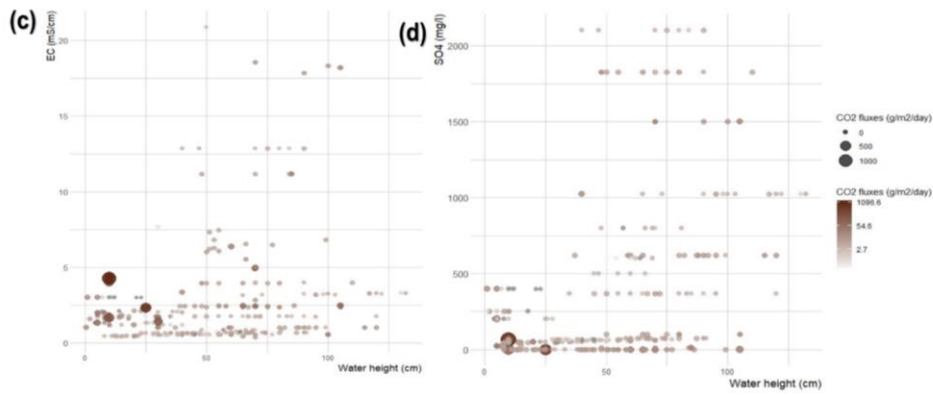 (c)
EC (mS/cm)
20
15
10
5
0
0
50
100
Water height (cm)
(d)
SO4 (mg/l)
2000
1500
1000
500
0
0
50
100
Water height (cm)
CO2 fluxes (g/m2/day)
0
500
1000
CO2 fluxes (g/m2/day)
1096.6
54.6
2.7